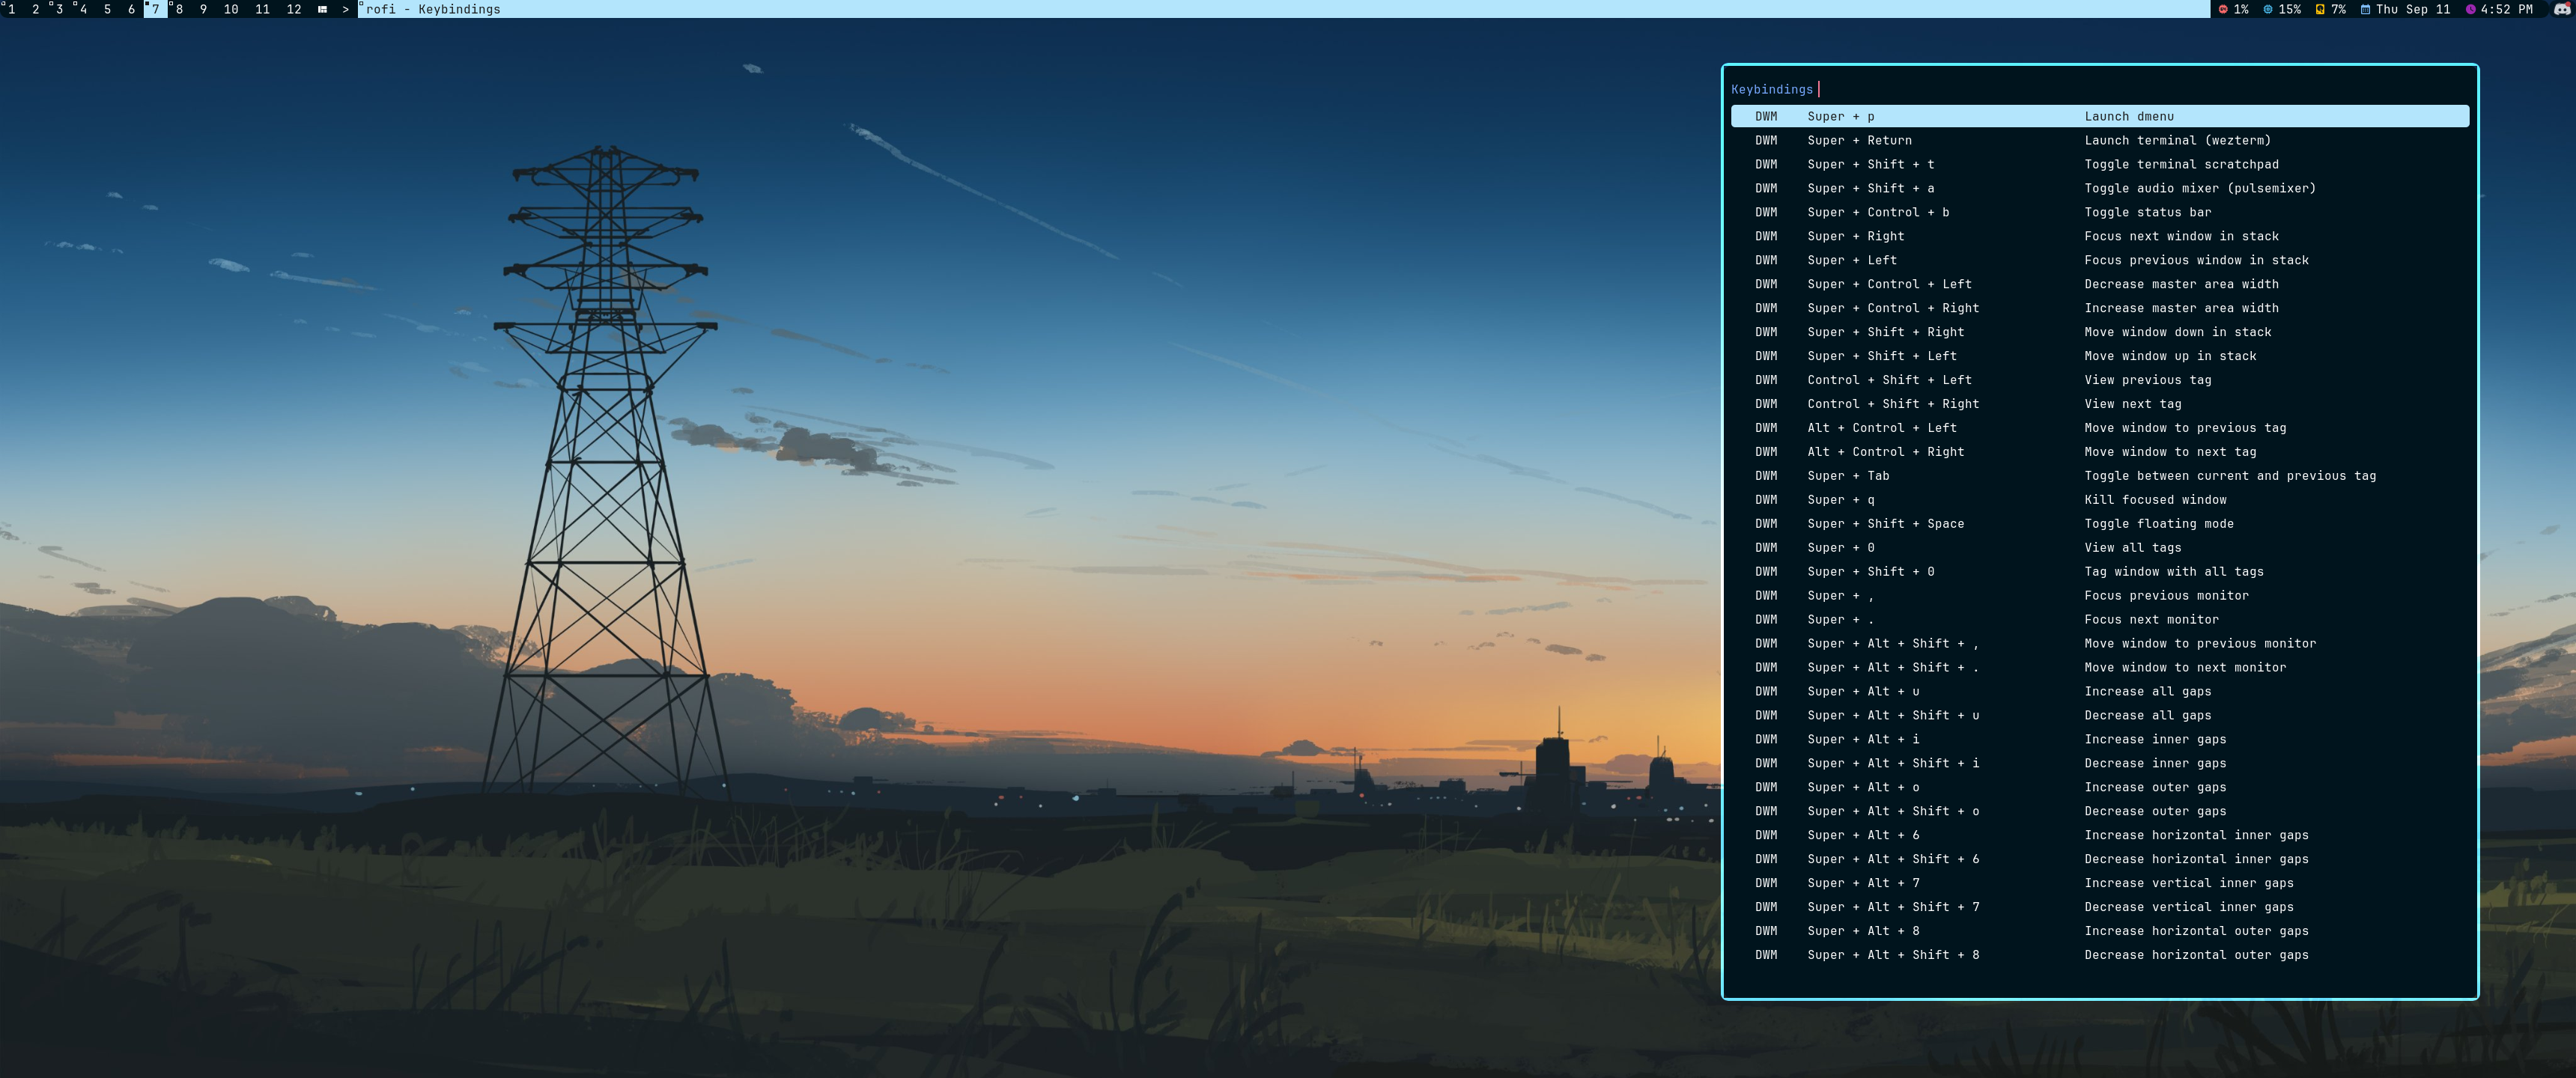 1 2 3 4 5 6 7 8 9 10 11 12 > rofi - Keybindings 1% 15% 7% Thu Sep 11 4:52 PM
Keybindings
DWM Super + p Launch dmenu
DWM Super + Return Launch terminal (wezterm)
DWM Super + Shift + t Toggle terminal scratchpad
DWM Super + Shift + a Toggle audio mixer (pulsemixer)
DWM Super + Control + b Toggle status bar
DWM Super + Right Focus next window in stack
DWM Super + Left Focus previous window in stack
DWM Super + Control + Left Decrease master area width
DWM Super + Control + Right Increase master area width
DWM Super + Shift + Right Move window down in stack
DWM Super + Shift + Left Move window up in stack
DWM Control + Shift + Left View previous tag
DWM Control + Shift + Right View next tag
DWM Alt + Control + Left Move window to previous tag
DWM Alt + Control + Right Move window to next tag
DWM Super + Tab Toggle between current and previous tag
DWM Super + q Kill focused window
DWM Super + Shift + Space Toggle floating mode
DWM Super + 0 View all tags
DWM Super + Shift + 0 Tag window with all tags
DWM Super + , Focus previous monitor
DWM Super + . Focus next monitor
DWM Super + Alt + Shift + , Move window to previous monitor
DWM Super + Alt + Shift + . Move window to next monitor
DWM Super + Alt + u Increase all gaps
DWM Super + Alt + Shift + u Decrease all gaps
DWM Super + Alt + i Increase inner gaps
DWM Super + Alt + Shift + i Decrease inner gaps
DWM Super + Alt + o Increase outer gaps
DWM Super + Alt + Shift + o Decrease outer gaps
DWM Super + Alt + 6 Increase horizontal inner gaps
DWM Super + Alt + Shift + 6 Decrease horizontal inner gaps
DWM Super + Alt + 7 Increase vertical inner gaps
DWM Super + Alt + Shift + 7 Decrease vertical inner gaps
DWM Super + Alt + 8 Increase horizontal outer gaps
DWM Super + Alt + Shift + 8 Decrease horizontal outer gaps